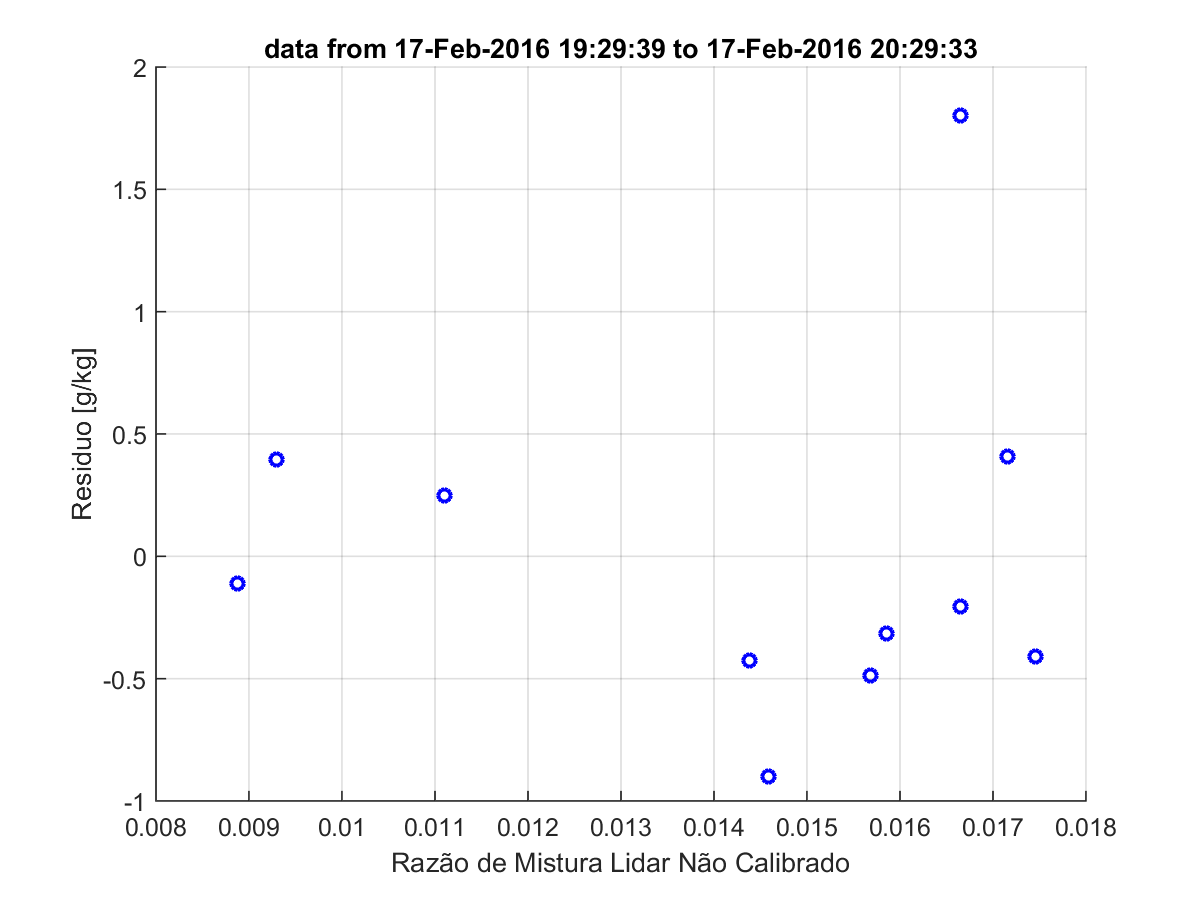 data from 17-Feb-2016 19:29:39 to 17-Feb-2016 20:29:33
2
1.5
1
0.5
0
-0.5
-1
Residuo [g/kg]
0.008 0.009 0.01 0.011 0.012 0.013 0.014 0.015 0.016 0.017 0.018
Razão de Mistura Lidar Não Calibrado